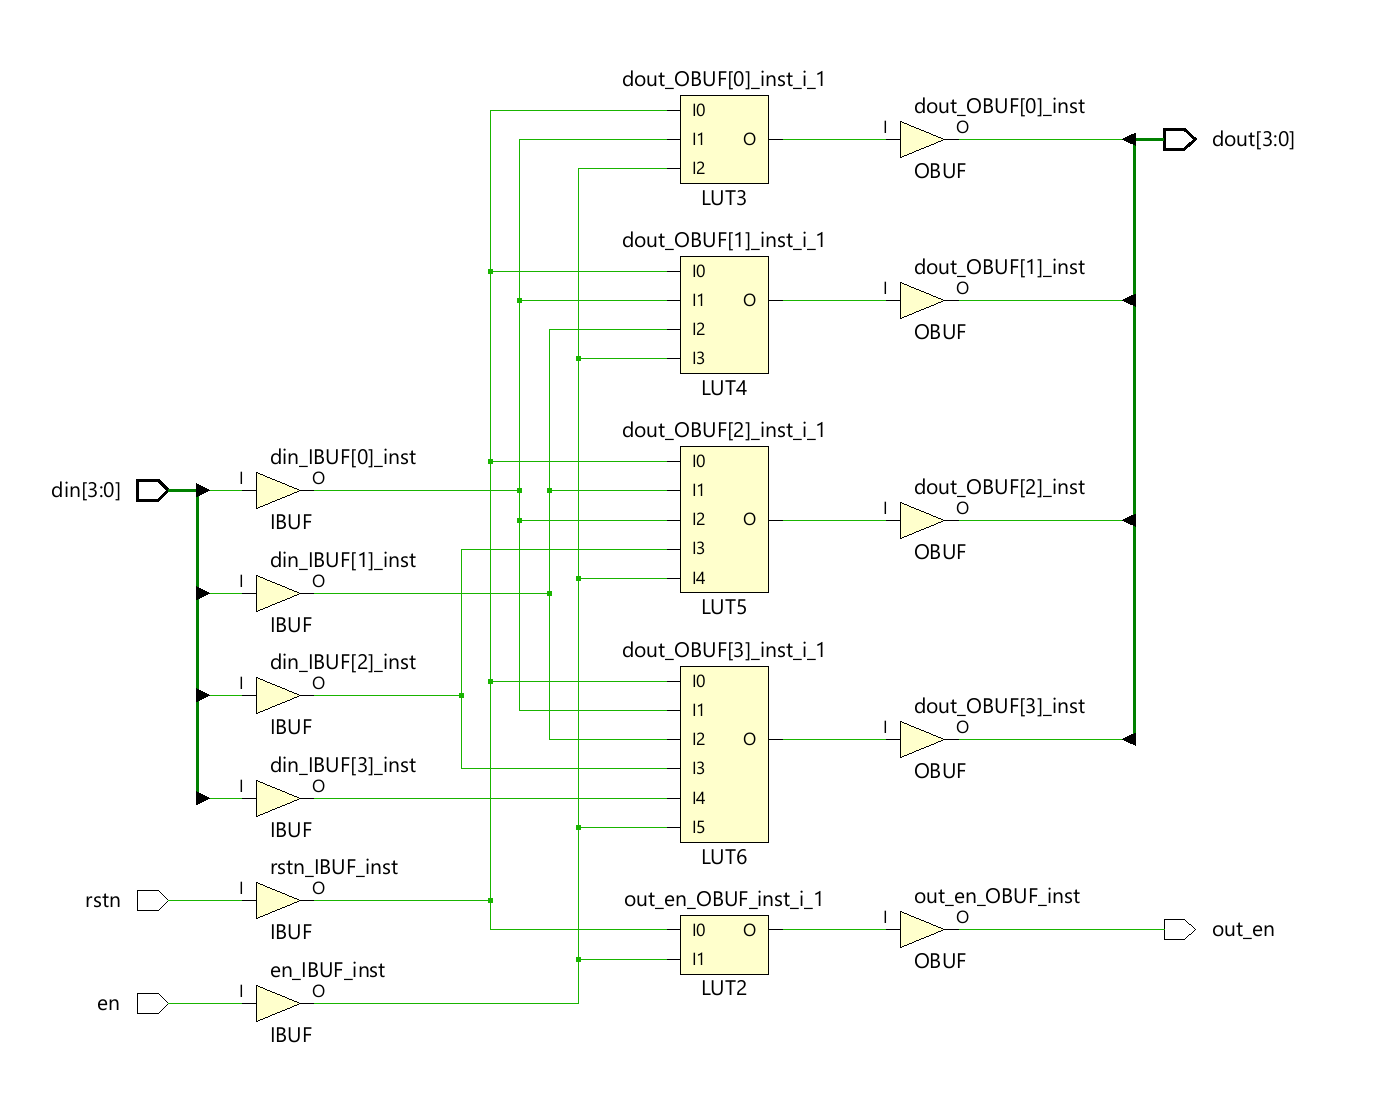 dout_OBUF[0]_inst_i_1
I0
I1 O
I2
LUT3
dout_OBUF[0]_inst
I O
OBUF
dout[3:0]
dout_OBUF[1]_inst_i_1
I0
I1 O
I2
I3
LUT4
dout_OBUF[1]_inst
I O
OBUF
dout_OBUF[2]_inst_i_1
I0
I1
I2 O
I3
I4
LUT5
dout_OBUF[2]_inst
I O
OBUF
din[3:0]
din_IBUF[0]_inst
I O
IBUF
din_IBUF[1]_inst
I O
IBUF
din_IBUF[2]_inst
I O
IBUF
din_IBUF[3]_inst
I O
IBUF
dout_OBUF[3]_inst_i_1
I0
I1
I2 O
I3
I4
I5
LUT6
dout_OBUF[3]_inst
I O
OBUF
rstn
rstn_IBUF_inst
I O
IBUF
out_en_OBUF_inst_i_1
I0 O
I1
LUT2
out_en_OBUF_inst
I O
OBUF
out_en
en
en_IBUF_inst
I O
IBUF